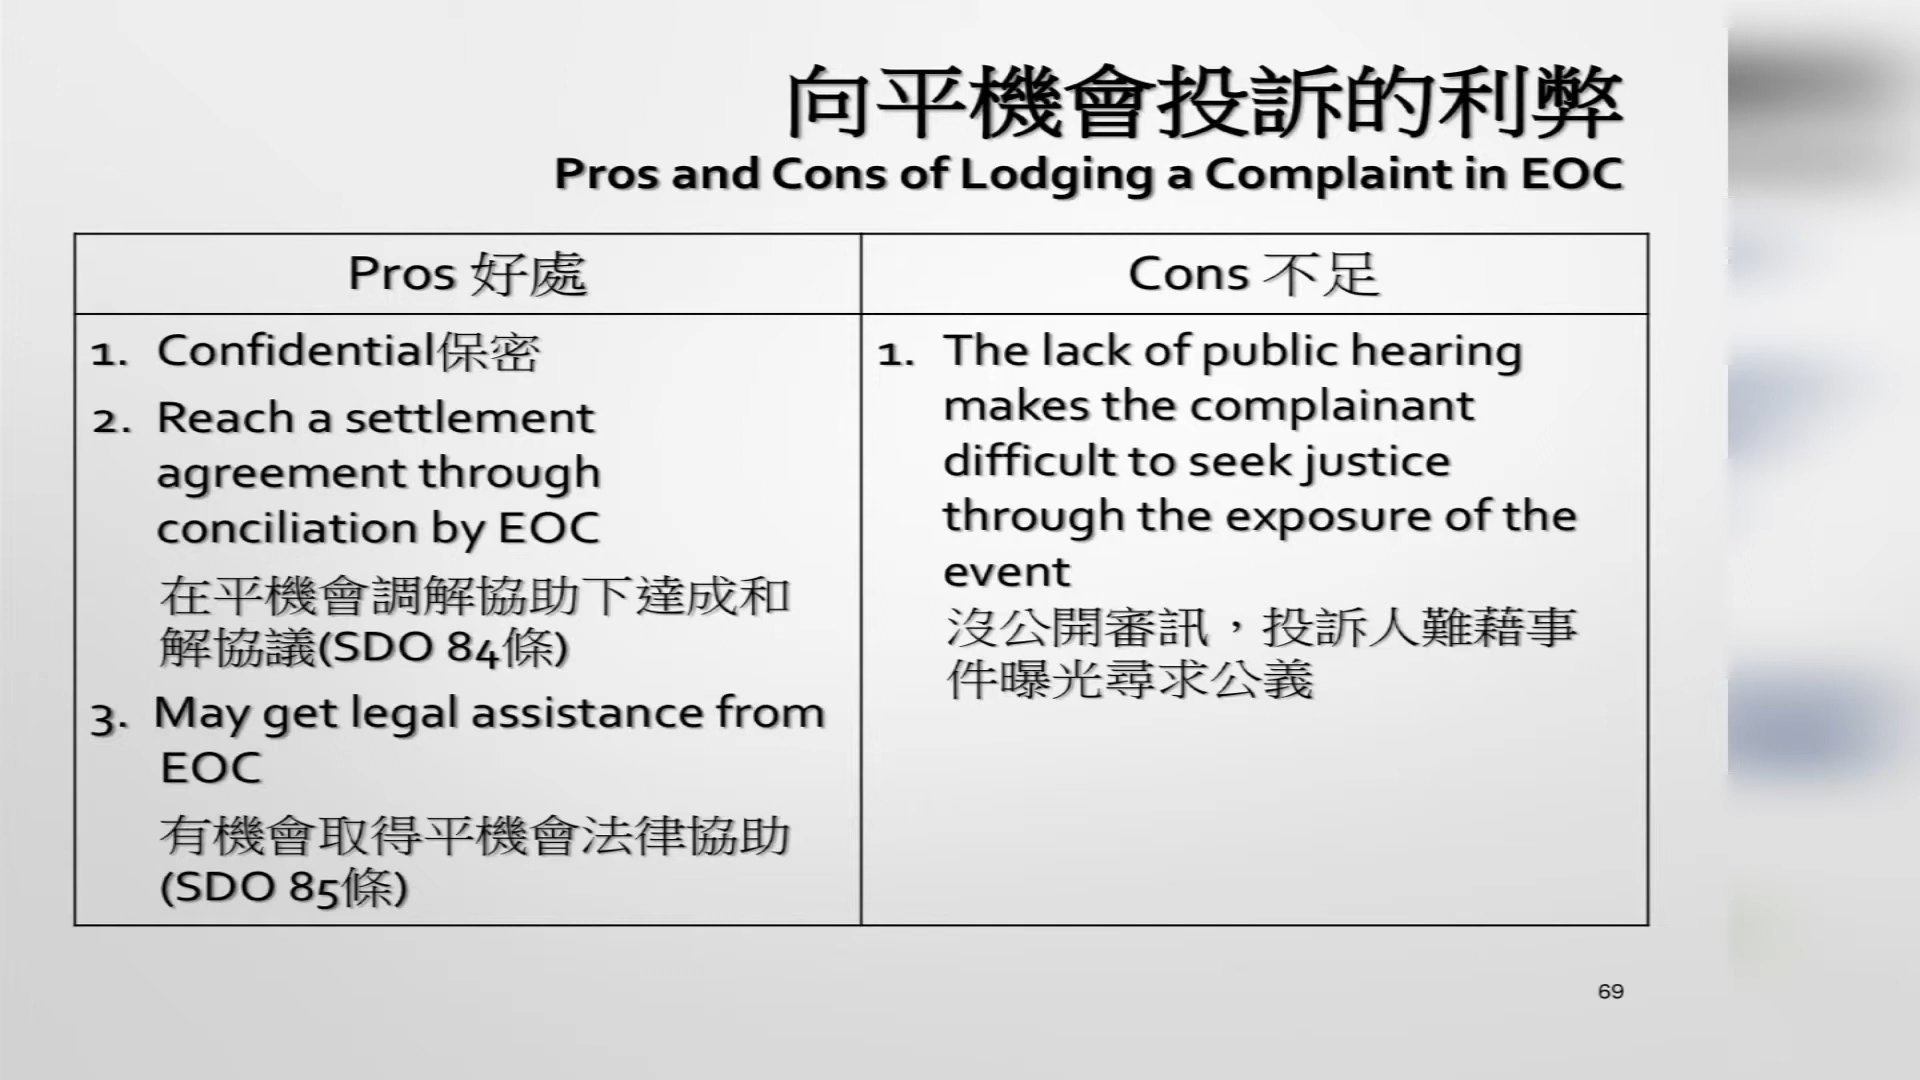 向平機會投訴的利弊
Pros and Cons of Lodging a Complaint in EOC
Pros 好處
Cons 不足
1. Confidential保密
2. Reach a settlement
agreement through
conciliation by EOC
在平機會調解協助下達成和
解協議(SDO 84條)
3. May get legal assistance from
EOC
有機會取得平機會法律協助
(SDO 85條)
1. The lack of public hearing
makes the complainant
difficult to seek justice
through the exposure of the
event
沒公開審訊，投訴人難藉事
件曝光尋求公義
69